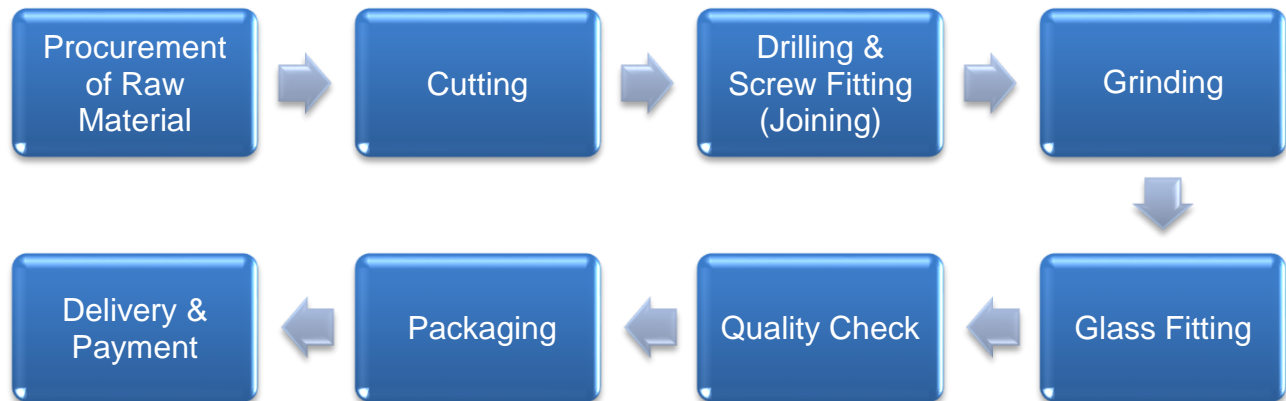 Procurement
of Raw
Material
Cutting
Drilling &
Screw Fitting
(Joining)
Grinding
Glass Fitting
Quality Check
Packaging
Delivery &
Payment